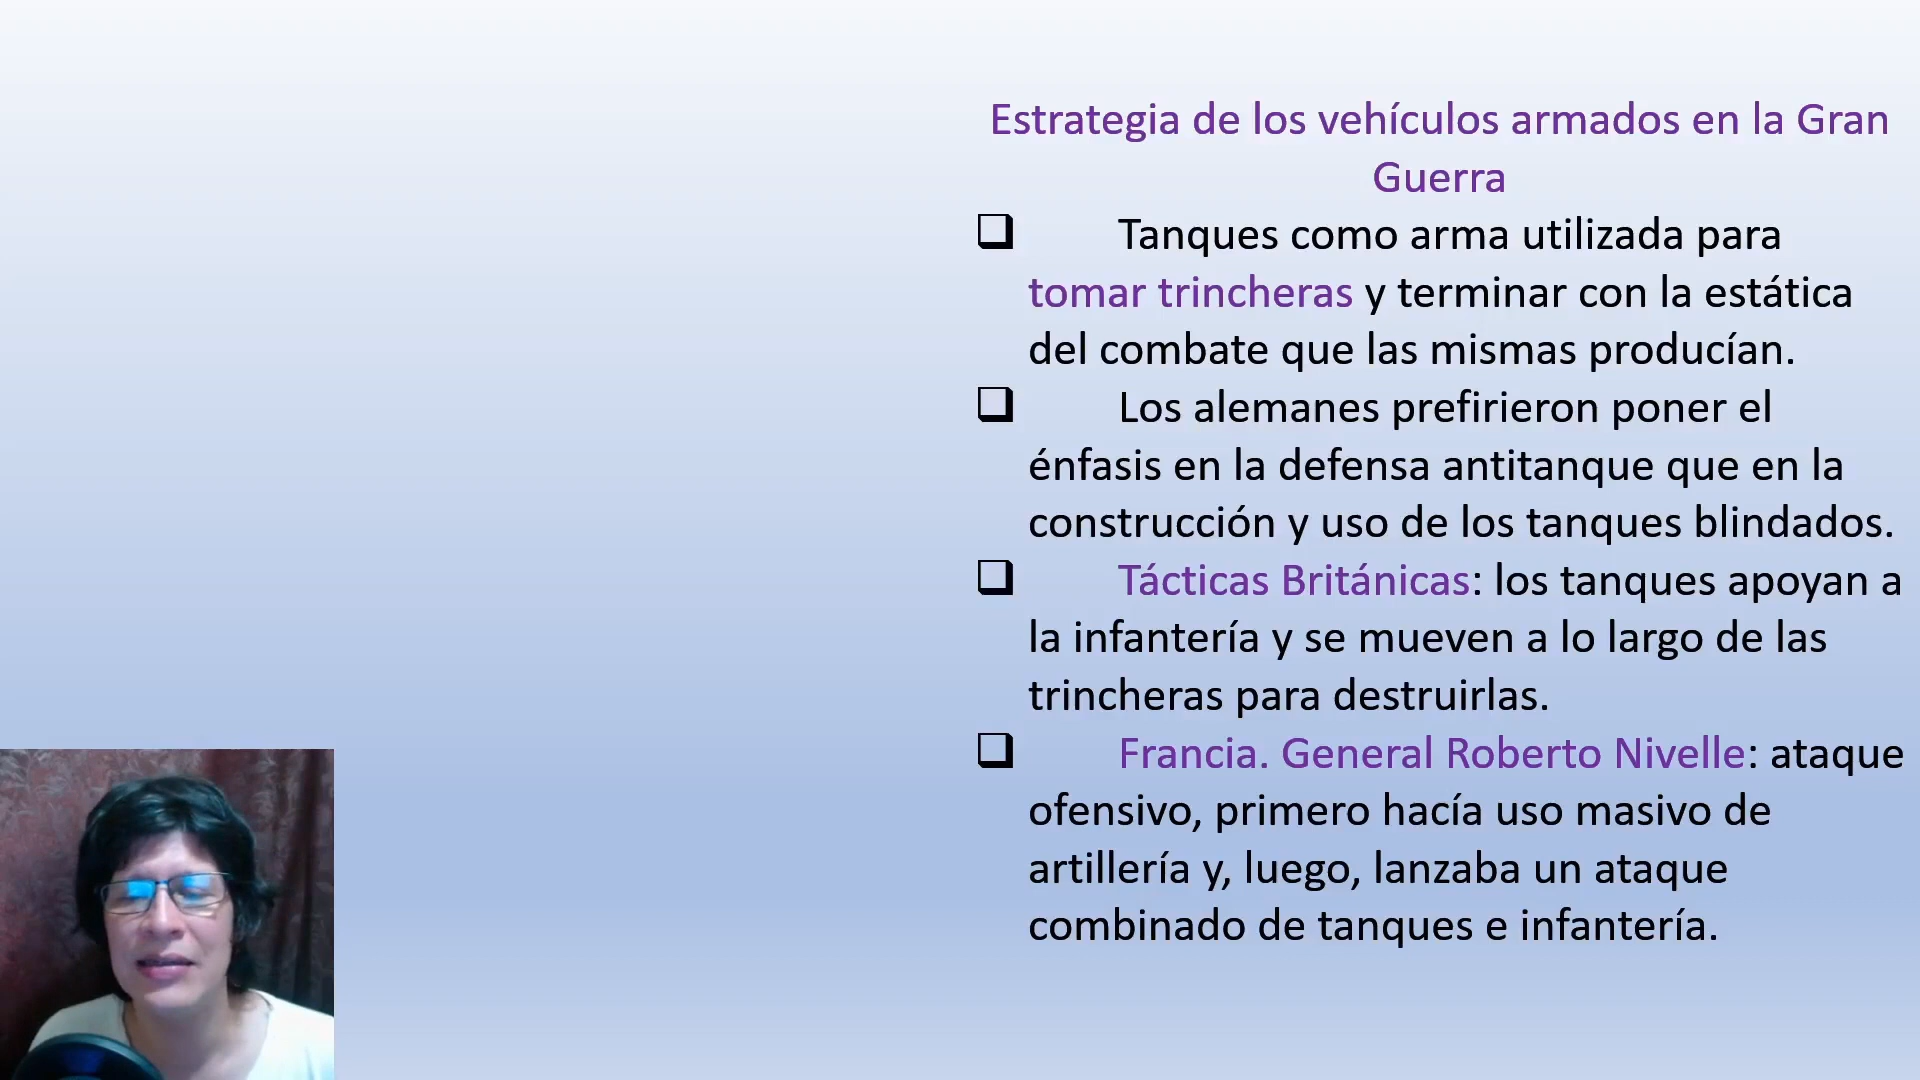 Estrategia de los vehículos armados en la Gran
Guerra
Tanques como arma utilizada para
tomar trincheras y terminar con la estática
del combate que las mismas producían.
Los alemanes prefirieron poner el
énfasis en la defensa antitanque que en la
construcción y uso de los tanques blindados.
Tácticas Británicas: los tanques apoyan a
la infantería y se mueven a lo largo de las
trincheras para destruirlas.
Francia. General Roberto Nivelle: ataque
ofensivo, primero hacía uso masivo de
artillería y, luego, lanzaba un ataque
combinado de tanques e infantería.